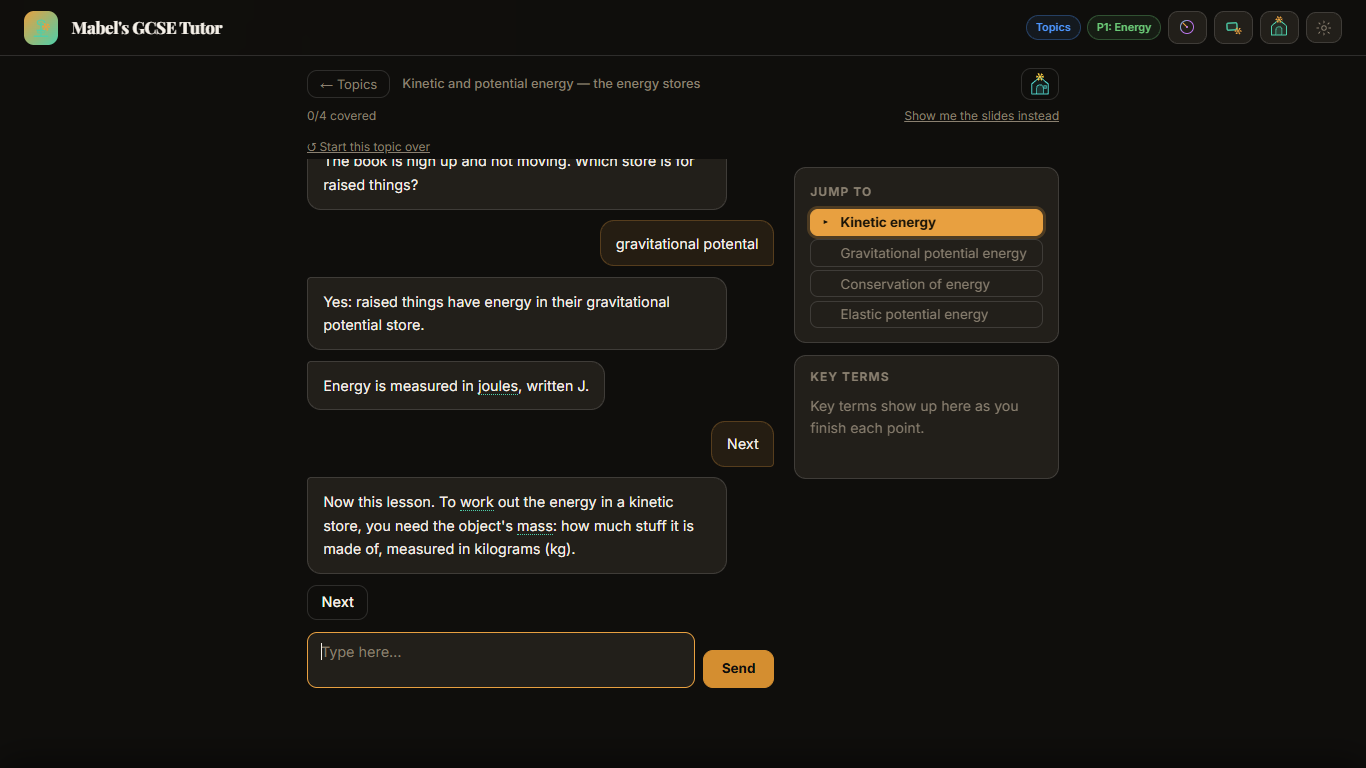 Mabel's GCSE Tutor
Topics
P1: Energy
← Topics
Kinetic and potential energy — the energy stores
0/4 covered
Show me the slides instead
↺ Start this topic over
The book is high up and not moving. Which store is for
raised things?
gravitational potental
Yes: raised things have energy in their gravitational
potential store.
Energy is measured in joules, written J.
Next
Now this lesson. To work out the energy in a kinetic
store, you need the object's mass: how much stuff it is
made of, measured in kilograms (kg).
Next
Type here...
Send
JUMP TO
▸ Kinetic energy
Gravitational potential energy
Conservation of energy
Elastic potential energy
KEY TERMS
Key terms show up here as you
finish each point.